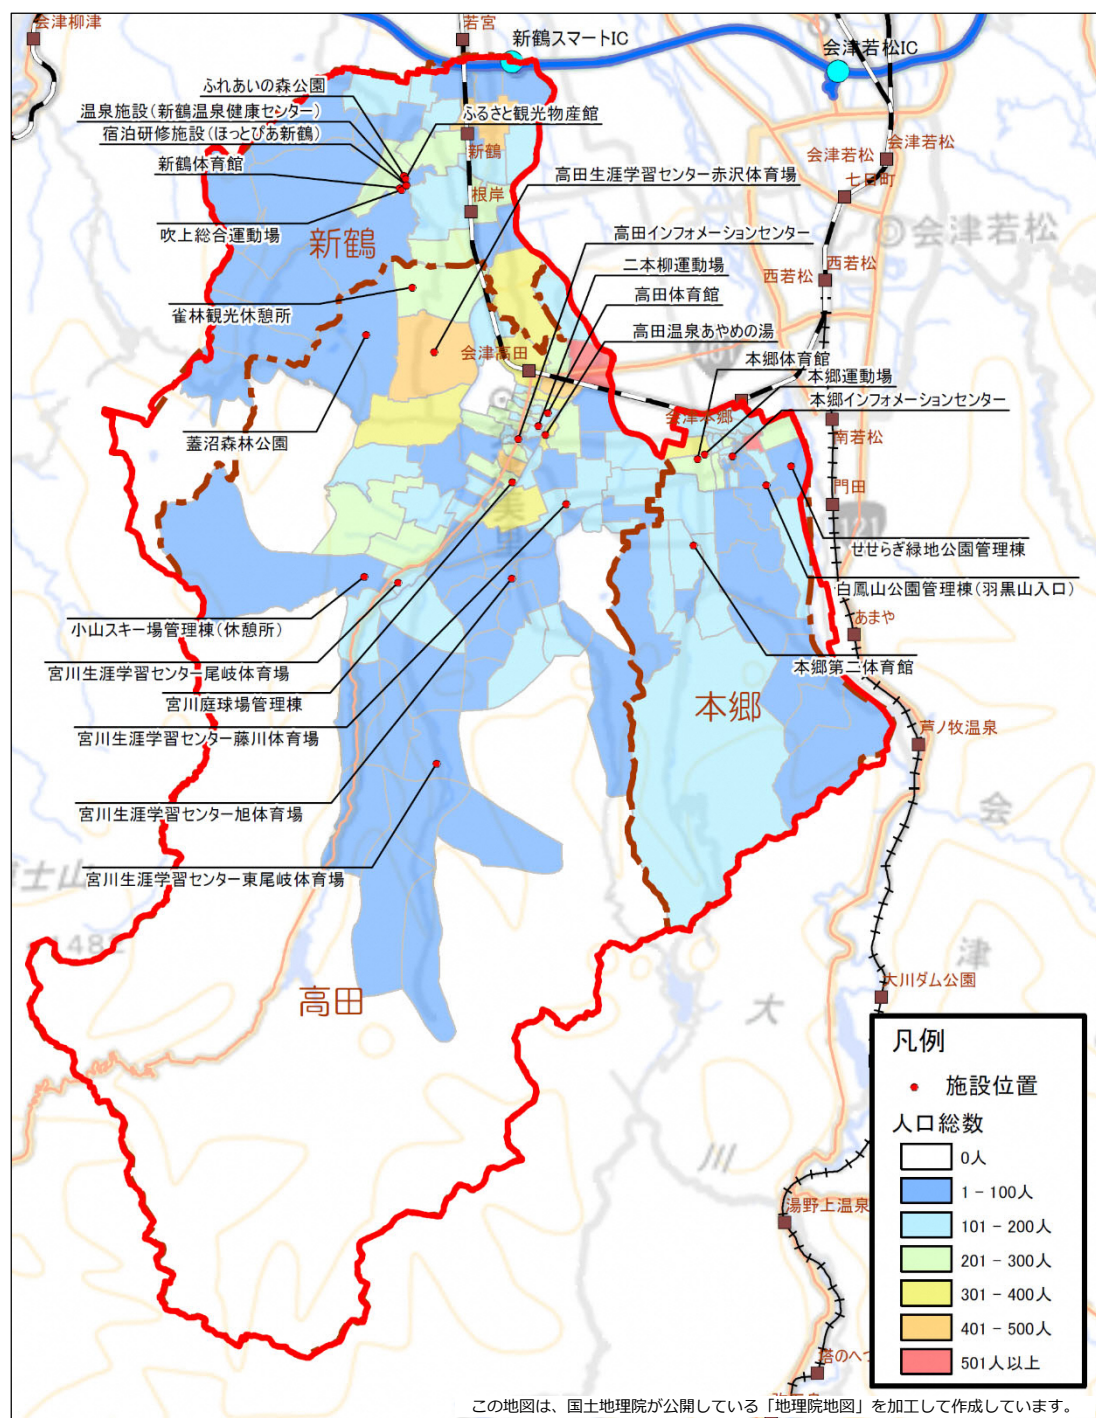 会津柳津
若宮
新鶴スマートIC
会津若松IC
ふれあいの森公園
温泉施設(新鶴温泉健康センター)
ふるさと観光物産館
宿泊研修施設(ほっとぴあ新鶴)
新鶴
新鶴体育館
会津若松
会津若松
高田生涯学習センター赤沢体育場
七日町
根岸
吹上総合運動場
新鶴
高田インフォメーションセンター
会津若松
二本柳運動場
西若松
西若松
高田体育館
雀林観光休憩所
高田温泉あやめの湯
会津高田
本郷体育館
本郷運動場
本郷インフォメーションセンター
会津本郷
蓋沼森林公園
南若松
門田
美里
121
せせらぎ緑地公園管理棟
白鳳山公園管理棟(羽黒山入口)
小山スキー場管理棟(休憩所)
あまや
宮川生涯学習センター尾岐体育場
本郷第二体育館
宮川庭球場管理棟
本郷
宮川生涯学習センター藤川体育場
芦ノ牧温泉
宮川生涯学習センター旭体育場
会
士山
宮川生涯学習センター東尾岐体育場
津
1482
大川ダム公園
高田
大
川
湯野上温泉
塔のへつ
凡例
施設位置
人口総数
0人
1 - 100人
101 - 200人
201 - 300人
301 - 400人
401 - 500人
501人以上
この地図は、国土地理院が公開している「地理院地図」を加工して作成しています。